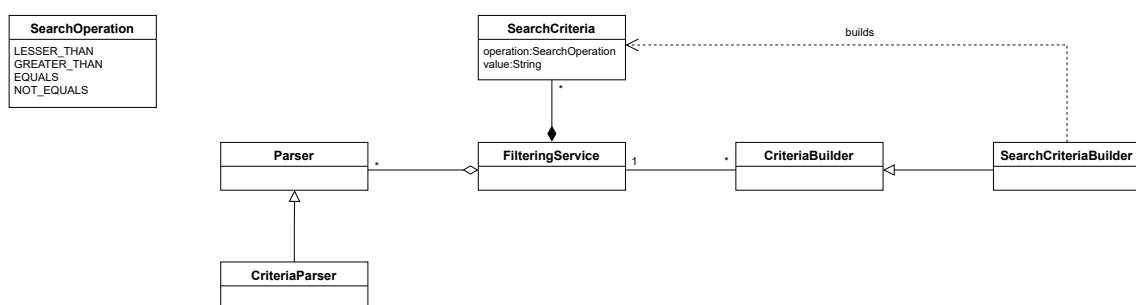 SearchOperation
LESSER_THAN
GREATER_THAN
EQUALS
NOT_EQUALS
SearchCriteria
operation:SearchOperation
value:String
builds
*
Parser
*
FilteringService
1
*
CriteriaBuilder
SearchCriteriaBuilder
CriteriaParser